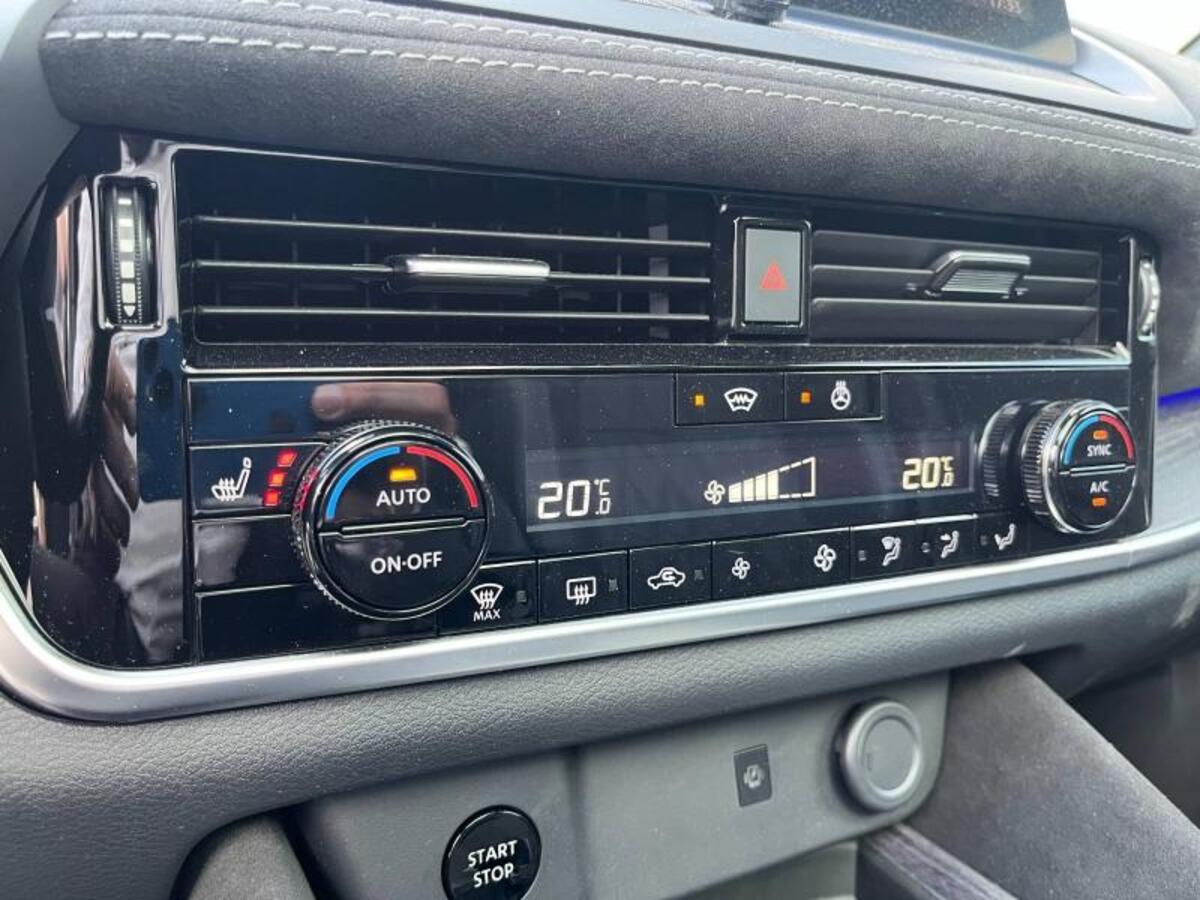 AUTO
ON·OFF
20.0°C
20.0°C
SYNC
A/C
MAX
START
STOP